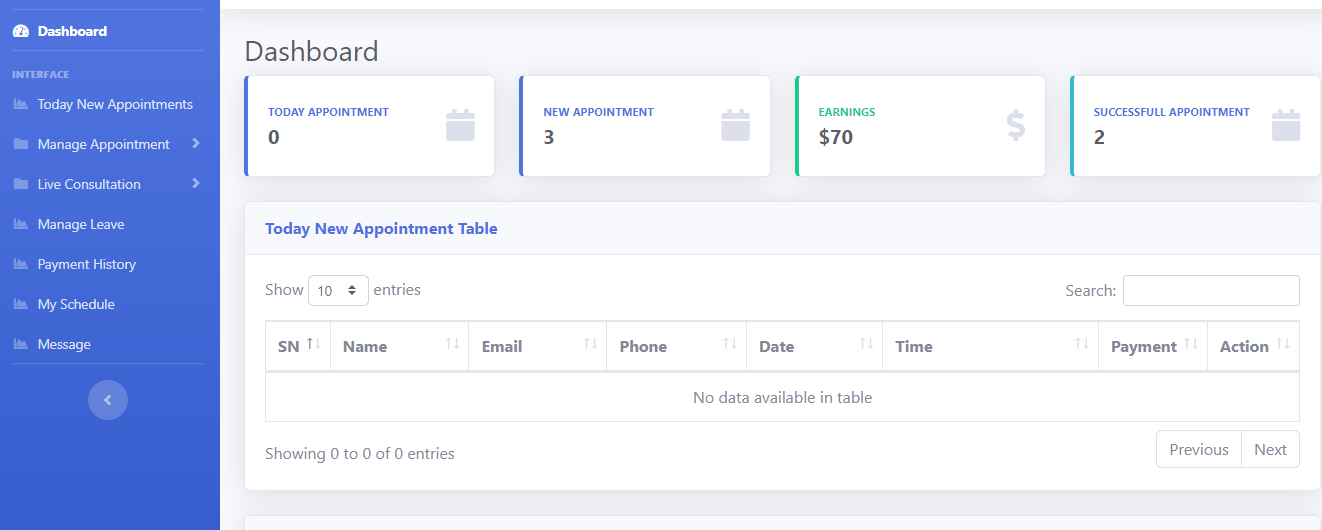 Dashboard
INTERFACE
Today New Appointments
Manage Appointment
Live Consultation
Manage Leave
Payment History
My Schedule
Message
Dashboard
TODAY APPOINTMENT
0
NEW APPOINTMENT
3
EARNINGS
$70
SUCCESSFULL APPOINTMENT
2
Today New Appointment Table
Show 10 entries Search:
SN Name Email Phone Date Time Payment Action
No data available in table
Showing 0 to 0 of 0 entries Previous Next